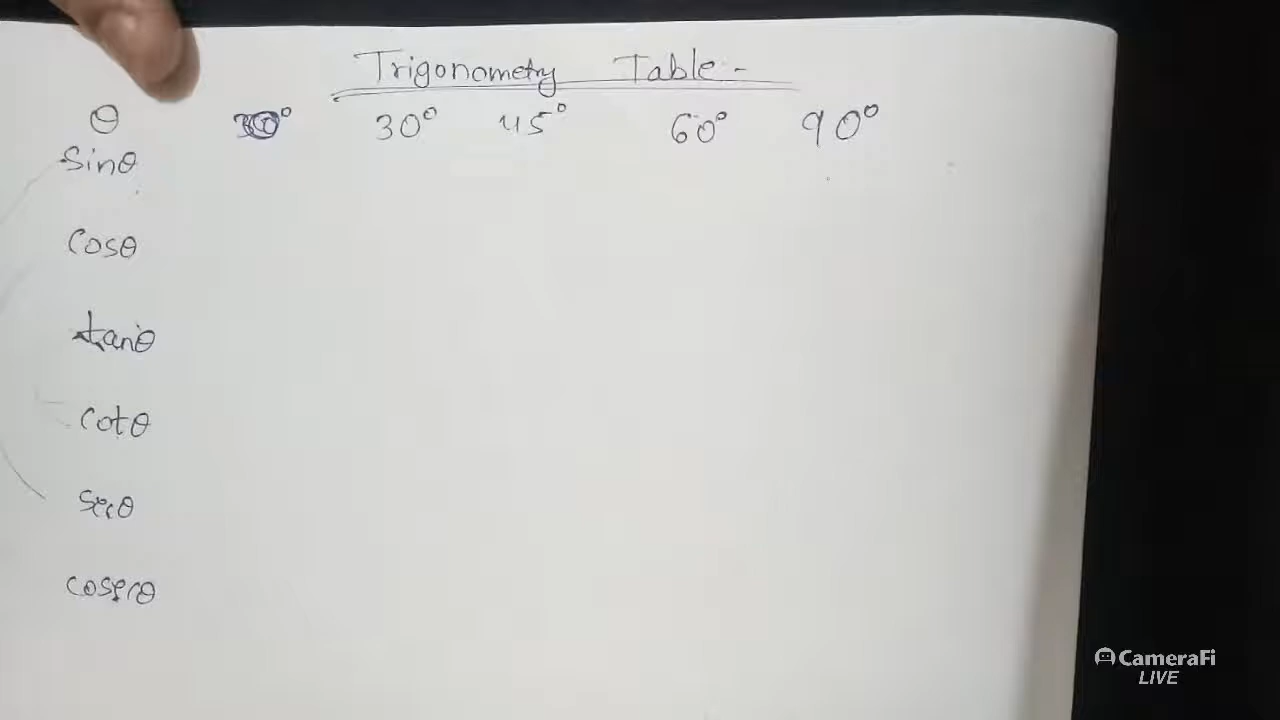 Trigonometry Table -
θ 30° 45° 60° 90°
sinθ
cosθ
tanθ
cotθ
secθ
cosecθ
CameraFi
LIVE